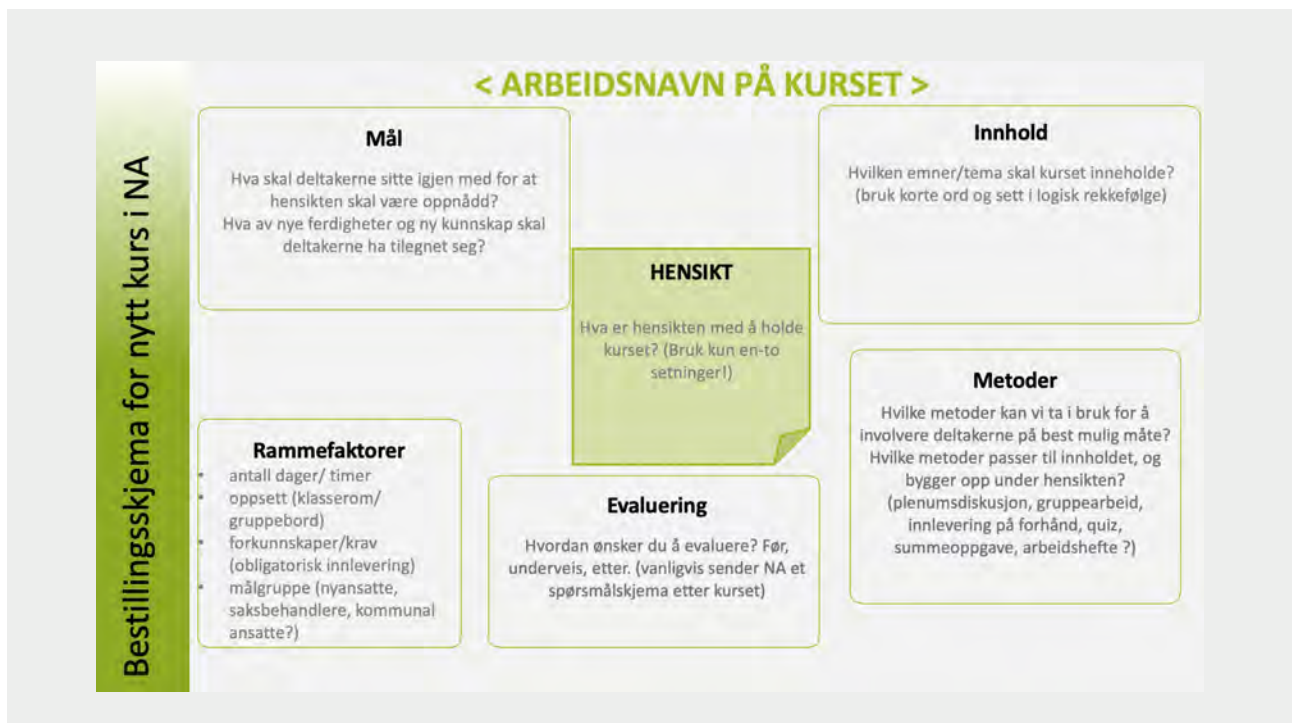 Bestillingsskjema for nytt kurs i NA
< ARBEIDSNAVN PÅ KURSET >
Mål
Hva skal deltakerne sitte igjen med for at
hensikten skal være oppnådd?
Hva av nye ferdigheter og ny kunnskap skal
deltakerne ha tilegnet seg?
Innhold
Hvilken emner/tema skal kurset inneholde?
(bruk korte ord og sett i logisk rekkefølge)
HENSIKT
Hva er hensikten med å holde
kurset? (Bruk kun en-to
setninger!)
Metoder
Hvilke metoder kan vi ta i bruk for å
involvere deltakerne på best mulig måte?
Hvilke metoder passer til innholdet, og
bygger opp under hensikten?
(plenumsdiskusjon, gruppearbeid,
innlevering på forhånd, quiz,
summeoppgave, arbeidshefte ?)
Rammefaktorer
• antall dager/ timer
• oppsett (klasserom/
gruppebord)
• forkunnskaper/krav
(obligatorisk innlevering)
• målgruppe (nyansatte,
saksbehandlere, kommunal
ansatte?)
Evaluering
Hvordan ønsker du å evaluere? Før,
underveis, etter. (vanligvis sender NA et
spørsmålskjema etter kurset)